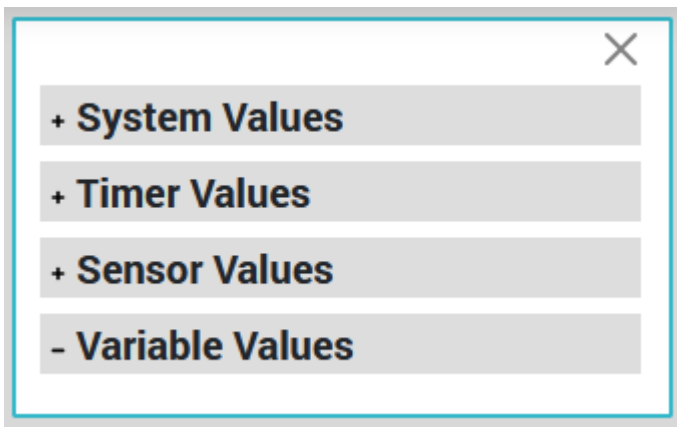 + System Values
+ Timer Values
+ Sensor Values
- Variable Values